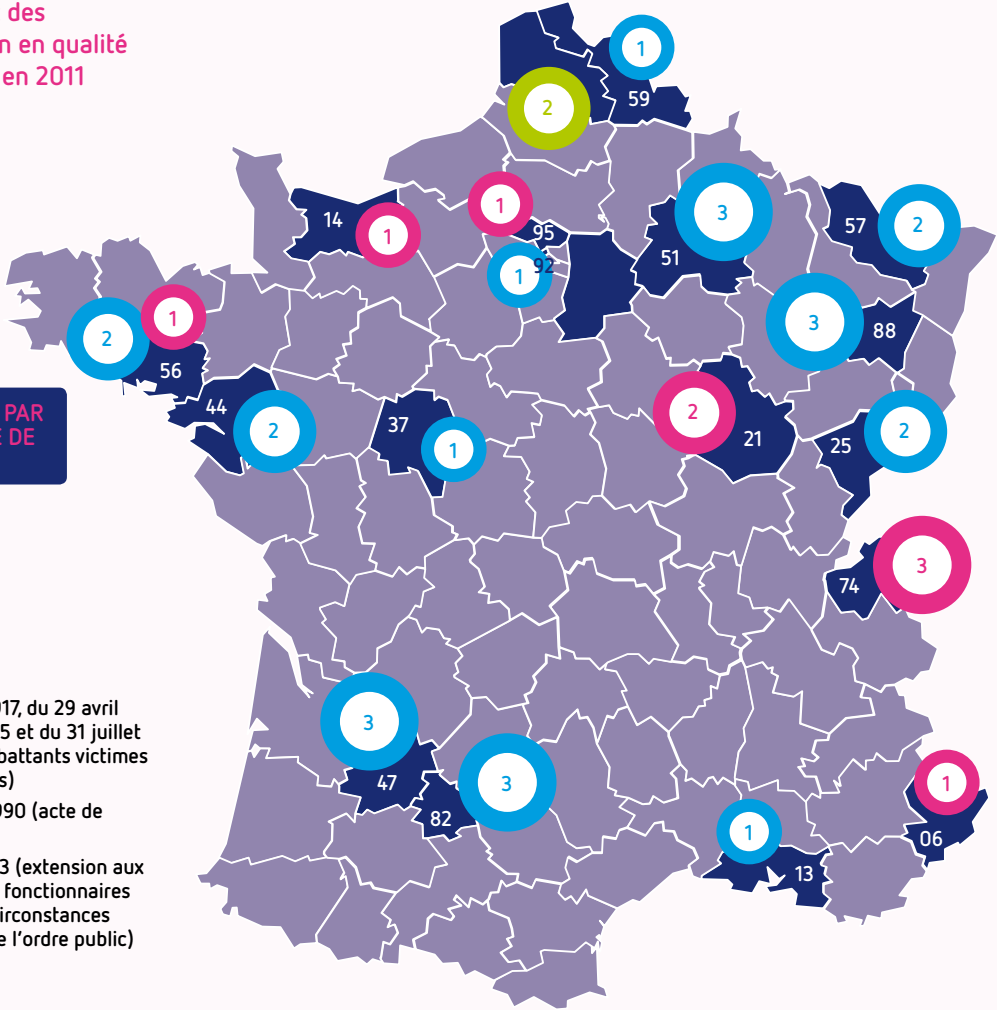 des
n en qualité
en 2011
1
59
2
1
3
14
1
95
57
2
51
92
1
1
3
2
88
56
PAR
44
2
37
2
E DE
2
21
25
1
3
74
017, du 29 avril
5 et du 31 juillet
battants victimes
s)
3
990 (acte de
47
3
1
82
1
06
3 (extension aux
fonctionnaires
13
circonstances
e l'ordre public)